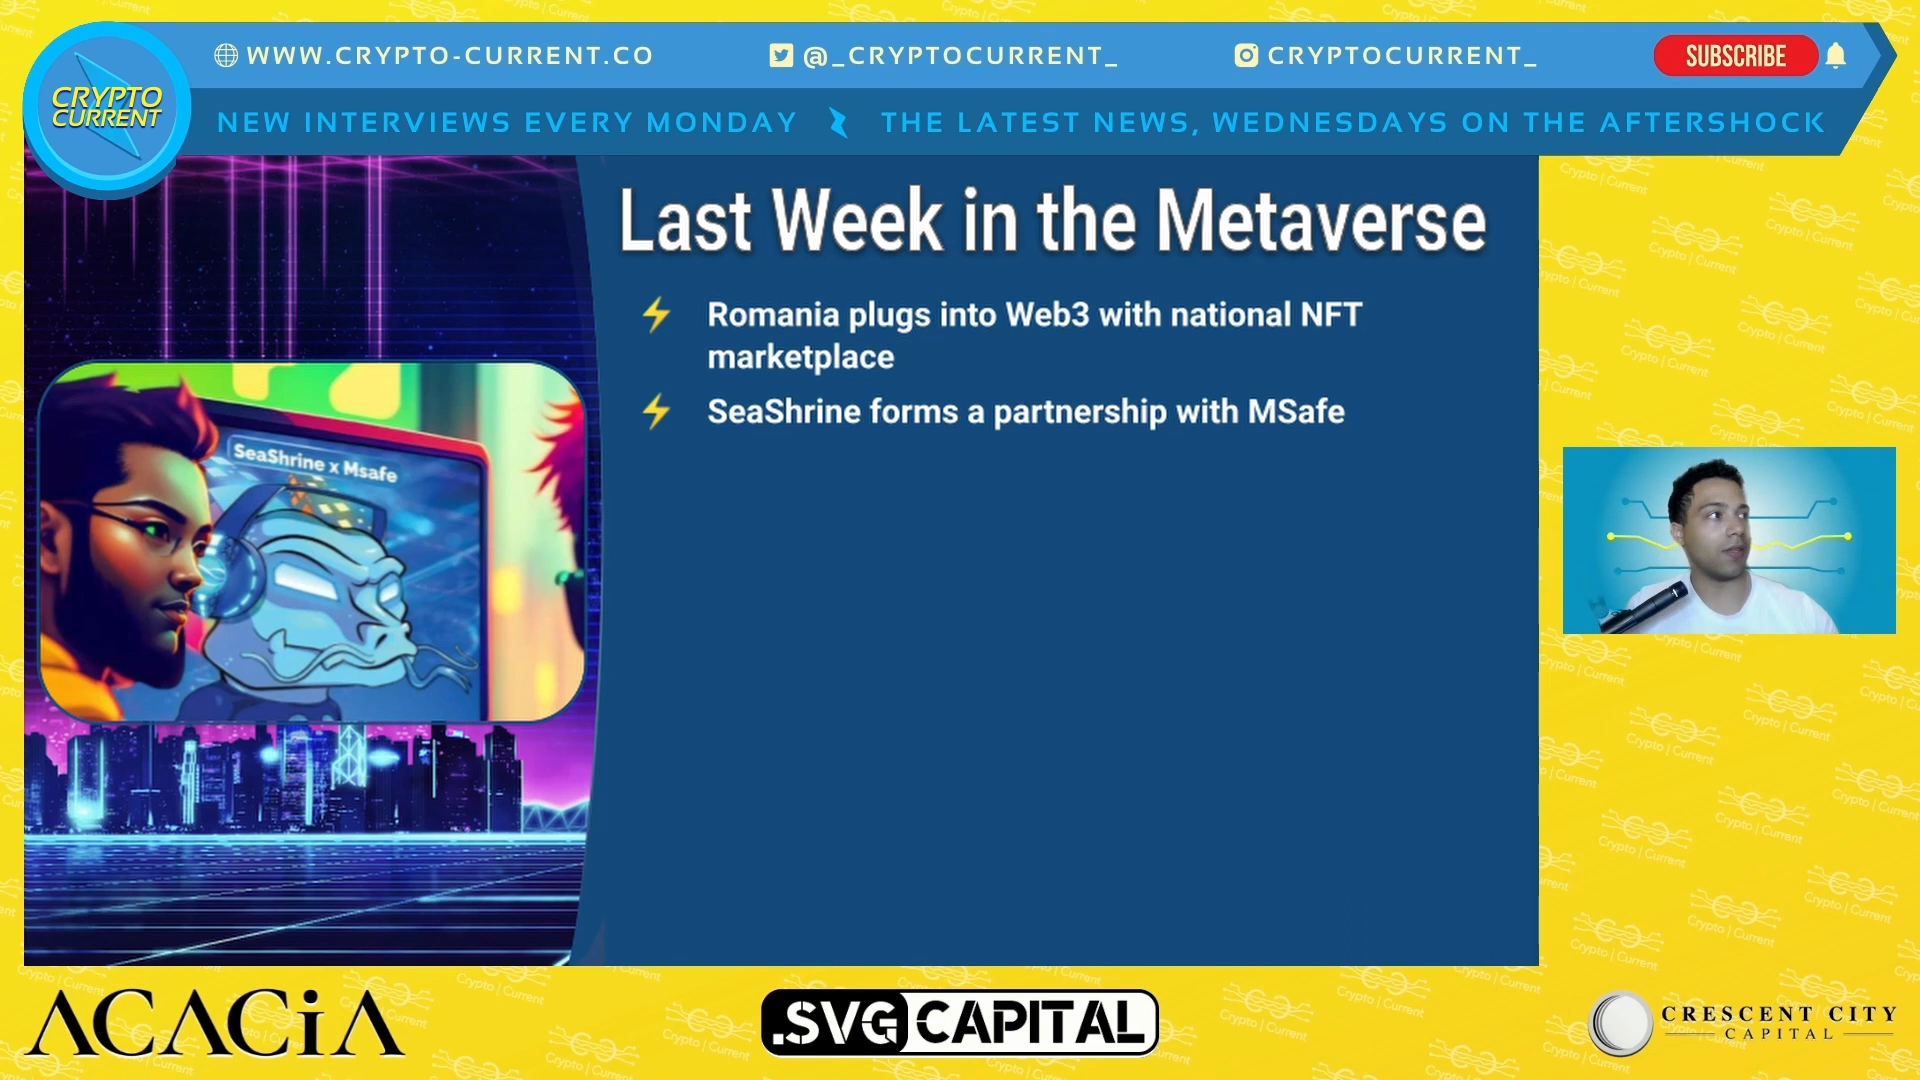 WWW.CRYPTO-CURRENT.CO
@_CRYPTOCURRENT_
CRYPTOCURRENT_
SUBSCRIBE
CRYPTO
CURRENT
NEW INTERVIEWS EVERY MONDAY
THE LATEST NEWS, WEDNESDAYS ON THE AFTERSHOCK
Last Week in the Metaverse
Romania plugs into Web3 with national NFT
marketplace
SeaShrine forms a partnership with MSafe
SeaShrine x Msafe
ACACiA
.SVG CAPITAL
CRESCENT CITY
CAPITAL
Crypto | Current